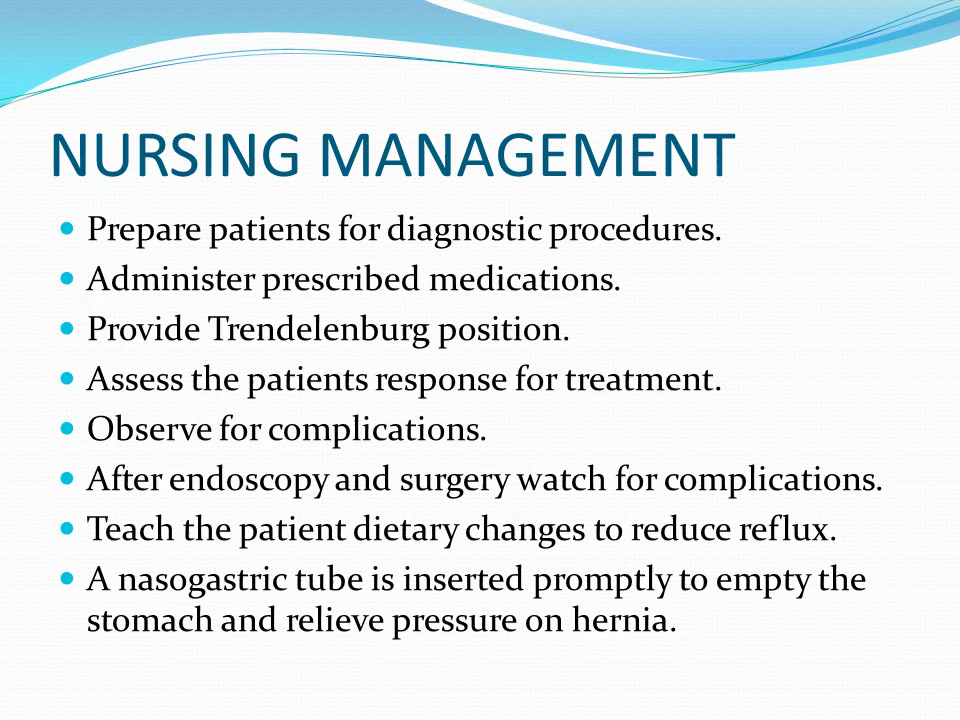 NURSING MANAGEMENT
• Prepare patients for diagnostic procedures.
• Administer prescribed medications.
• Provide Trendelenburg position.
• Assess the patients response for treatment.
• Observe for complications.
• After endoscopy and surgery watch for complications.
• Teach the patient dietary changes to reduce reflux.
• A nasogastric tube is inserted promptly to empty the
stomach and relieve pressure on hernia.